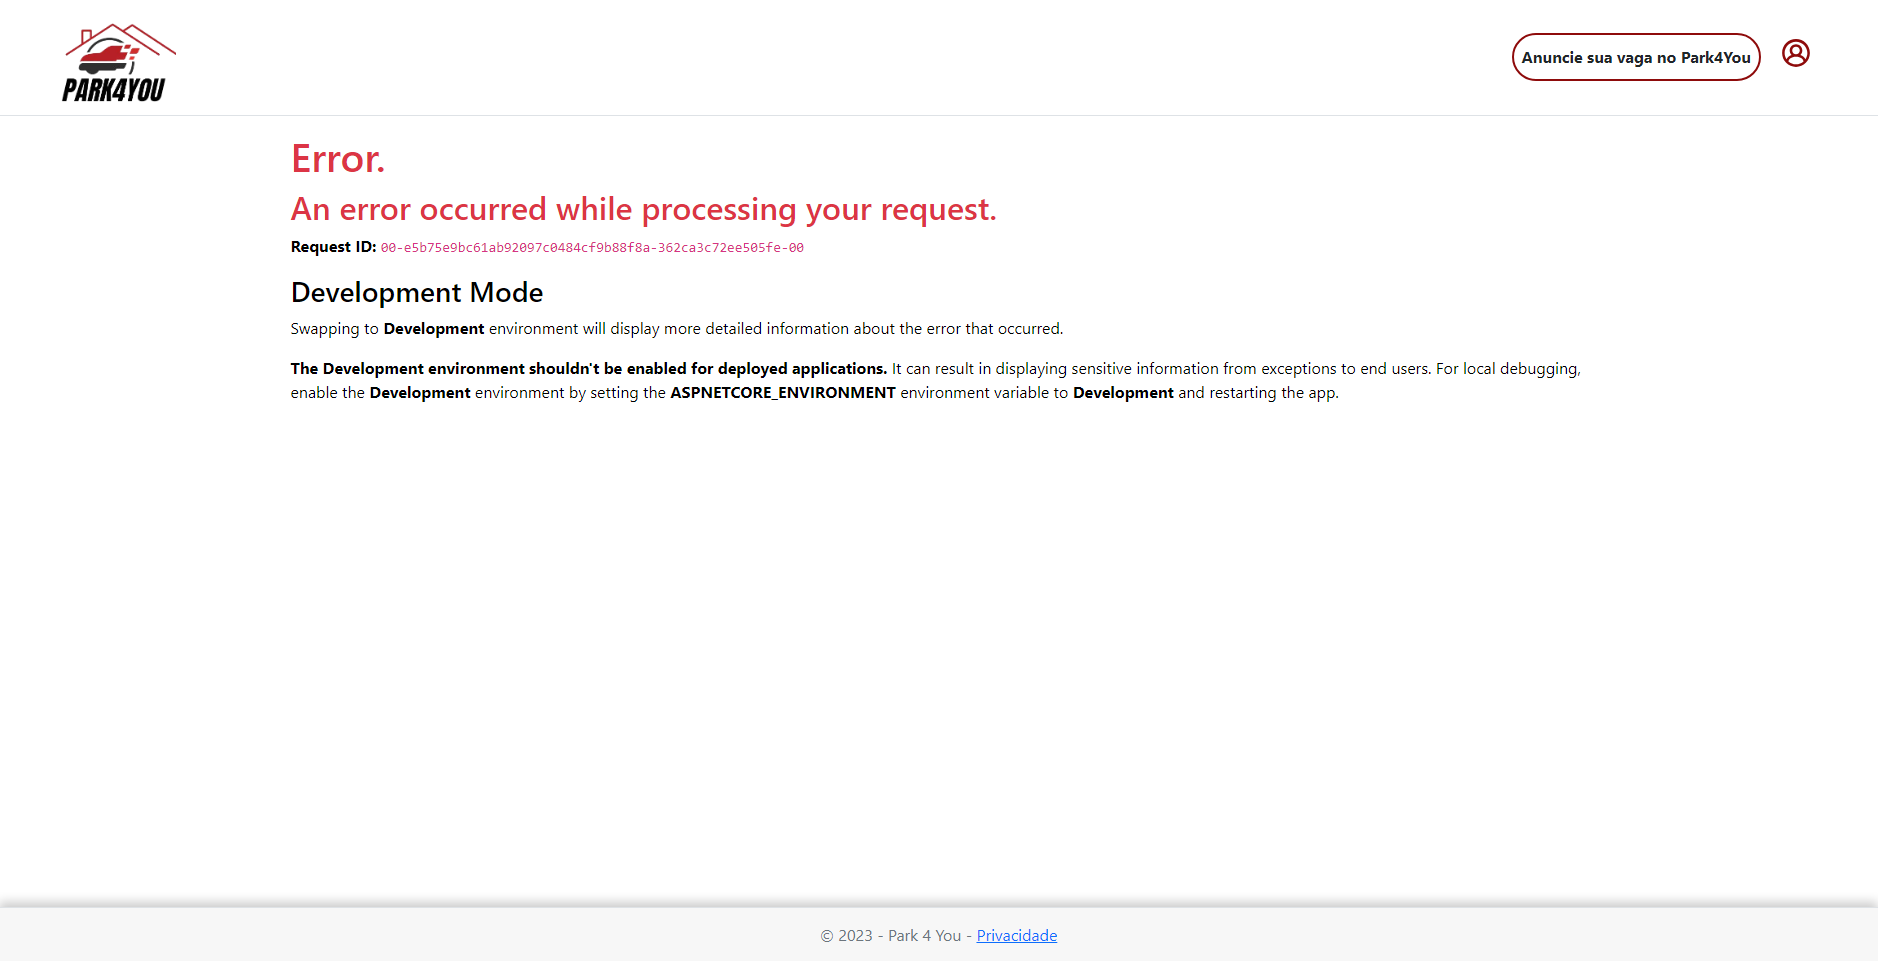 PARK4YOU
Anuncie sua vaga no Park4You
Error.
An error occurred while processing your request.
Request ID: 00-e5b75e9bc61ab92097c0484cf9b88f8a-362ca3c72ee505fe-00
Development Mode
Swapping to Development environment will display more detailed information about the error that occurred.
The Development environment shouldn't be enabled for deployed applications. It can result in displaying sensitive information from exceptions to end users. For local debugging,
enable the Development environment by setting the ASPNETCORE_ENVIRONMENT environment variable to Development and restarting the app.
© 2023 - Park 4 You - Privacidade